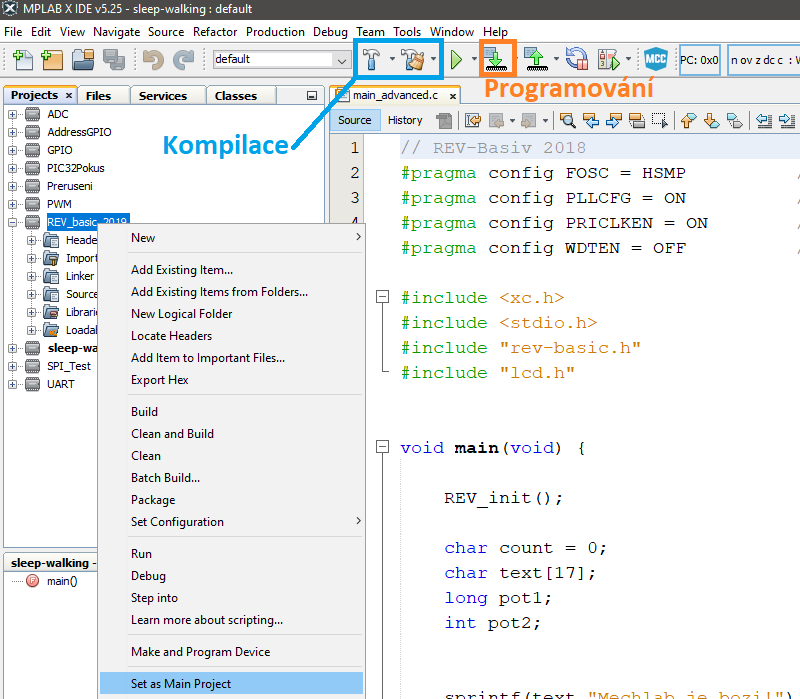 MPLAB X IDE v5.25 - sleep-walking : default
File Edit View Navigate Source Refactor Production Debug Team Tools Window Help
default
MCC
PC: 0x0
n ov z dc c : W
Programování
Kompilace
Projects × Files Services Classes
main_advanced.c ×
Source History
ADC
AddressGPIO
GPIO
PIC32Pokus
Preruseni
PWM
REV_basic_2019
Heade
Import
Linker
Source
Librari
Loadal
sleep-wa
SPI_Test
UART
New
Add Existing Item...
Add Existing Items from Folders...
New Logical Folder
Locate Headers
Add Item to Important Files...
Export Hex
Build
Clean and Build
Clean
Batch Build...
Package
Set Configuration
Run
Debug
Step into
Learn more about scripting...
Make and Program Device
Set as Main Project
sleep-walking -
main()
1 // REV-Basiv 2018
2 #pragma config FOSC = HSMP /
3 #pragma config PLLCFG = ON /
4 #pragma config PRICLKEN = ON /
#pragma config WDTEN = OFF /
#include <xc.h>
#include <stdio.h>
#include "rev-basic.h"
#include "lcd.h"
void main(void) {
REV_init();
char count = 0;
char text[17];
long pot1;
int pot2;
sprintf(text,"Mechlab je bozi!")